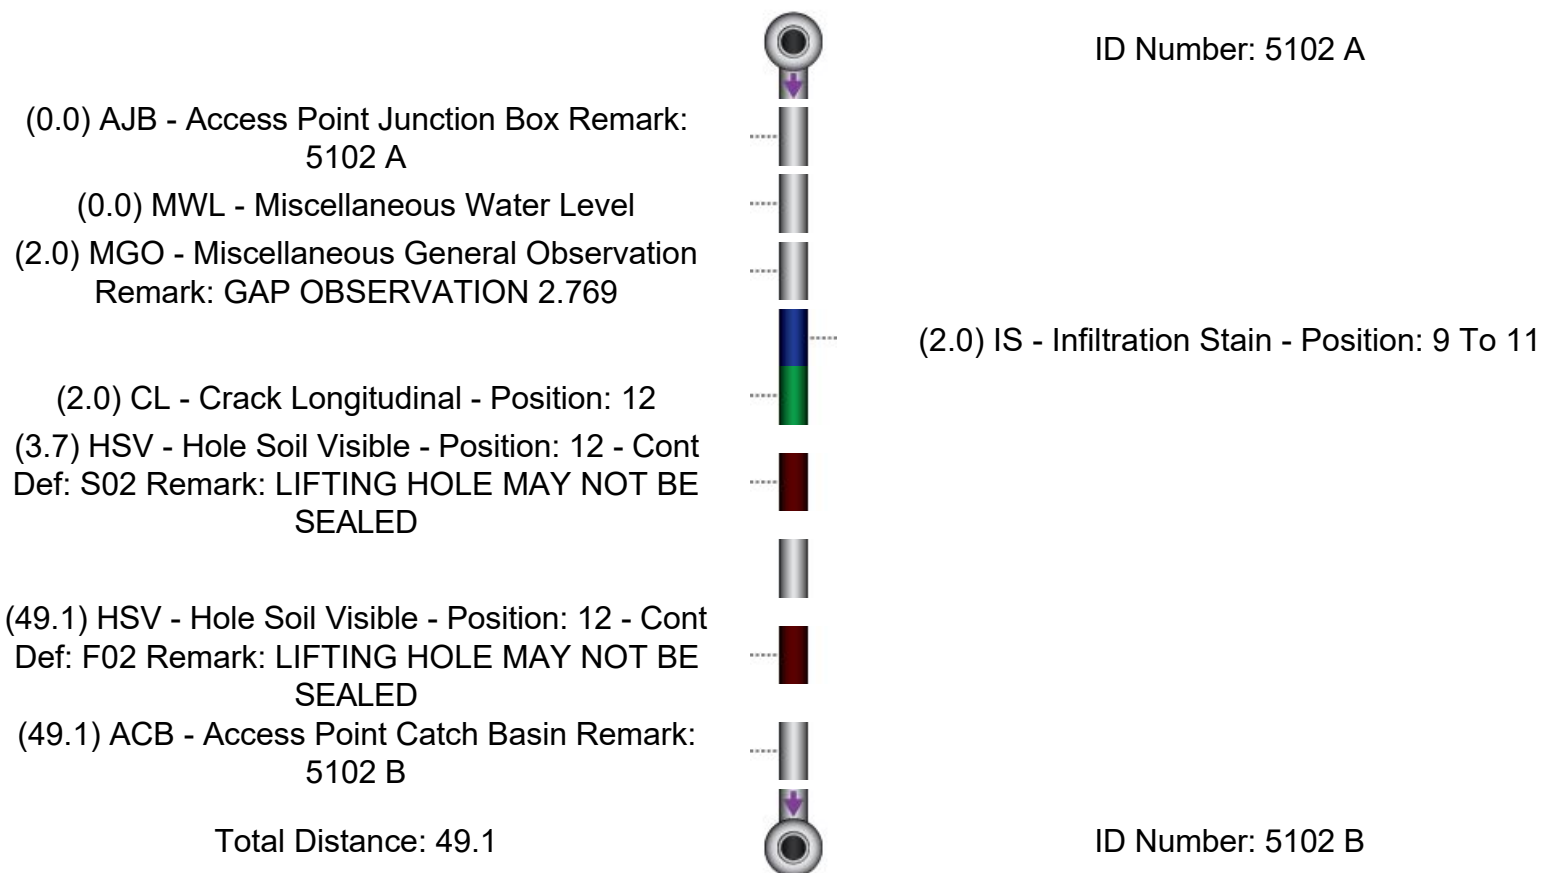 ID Number: 5102 A
(0.0) AJB - Access Point Junction Box Remark:
5102 A
(0.0) MWL - Miscellaneous Water Level
(2.0) MGO - Miscellaneous General Observation
Remark: GAP OBSERVATION 2.769
(2.0) IS - Infiltration Stain - Position: 9 To 11
(2.0) CL - Crack Longitudinal - Position: 12
(3.7) HSV - Hole Soil Visible - Position: 12 - Cont
Def: S02 Remark: LIFTING HOLE MAY NOT BE
SEALED
(49.1) HSV - Hole Soil Visible - Position: 12 - Cont
Def: F02 Remark: LIFTING HOLE MAY NOT BE
SEALED
(49.1) ACB - Access Point Catch Basin Remark:
5102 B
Total Distance: 49.1
ID Number: 5102 B